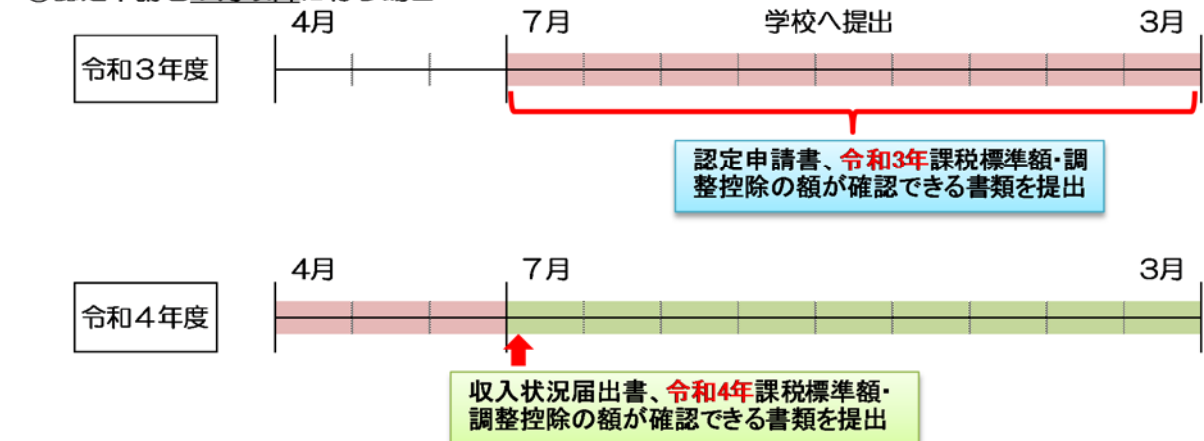 4月
7月
学校へ提出
3月
令和３年度
認定申請書、令和3年課税標準額・調
整控除の額が確認できる書類を提出
4月
7月
3月
令和４年度
収入状況届出書、令和4年課税標準額・
調整控除の額が確認できる書類を提出